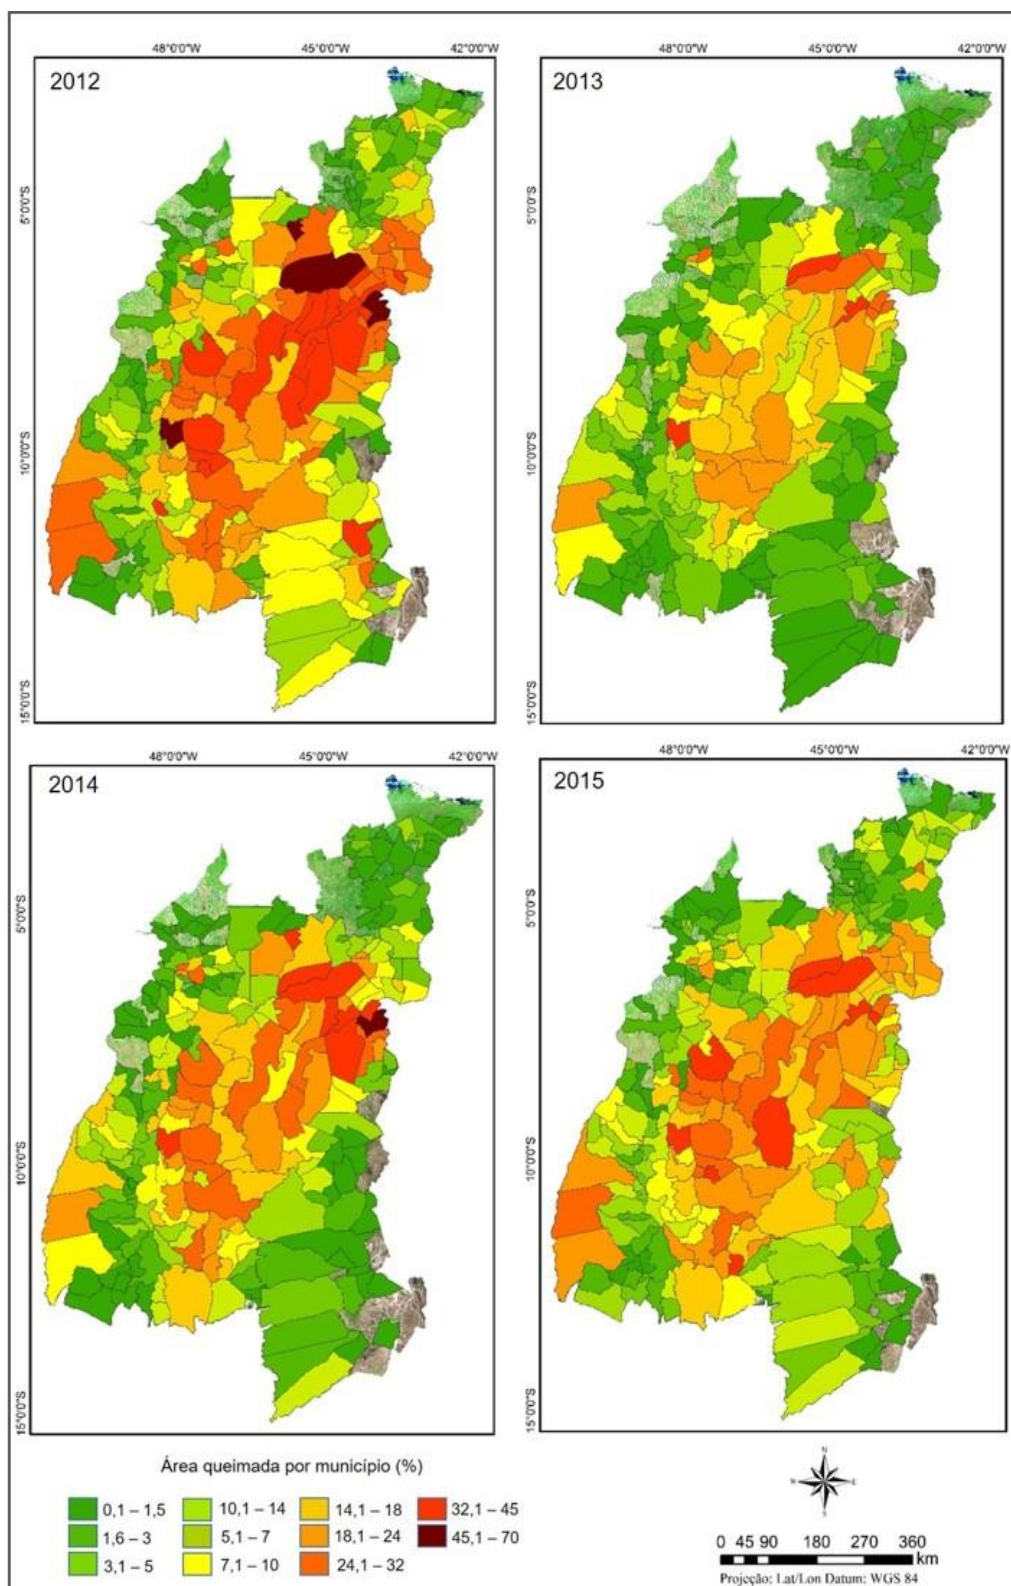 48°0'0"W 45°0'0"W 42°0'0"W
48°0'0"W 45°0'0"W 42°0'0"W
2012
2013
5°0'0"S
5°0'0"S
10°0'0"S
10°0'0"S
15°0'0"S
15°0'0"S
48°0'0"W 45°0'0"W 42°0'0"W
48°0'0"W 45°0'0"W 42°0'0"W
2014
2015
5°0'0"S
5°0'0"S
10°0'0"S
10°0'0"S
15°0'0"S
15°0'0"S
Área queimada por município (%)
0,1 – 1,5
1,6 – 3
3,1 – 5
10,1 – 14
5,1 – 7
7,1 – 10
14,1 – 18
18,1 – 24
24,1 – 32
32,1 – 45
45,1 – 70
N
W E
S
0 45 90 180 270 360
km
Projeção: Lat/Lon Datum: WGS 84